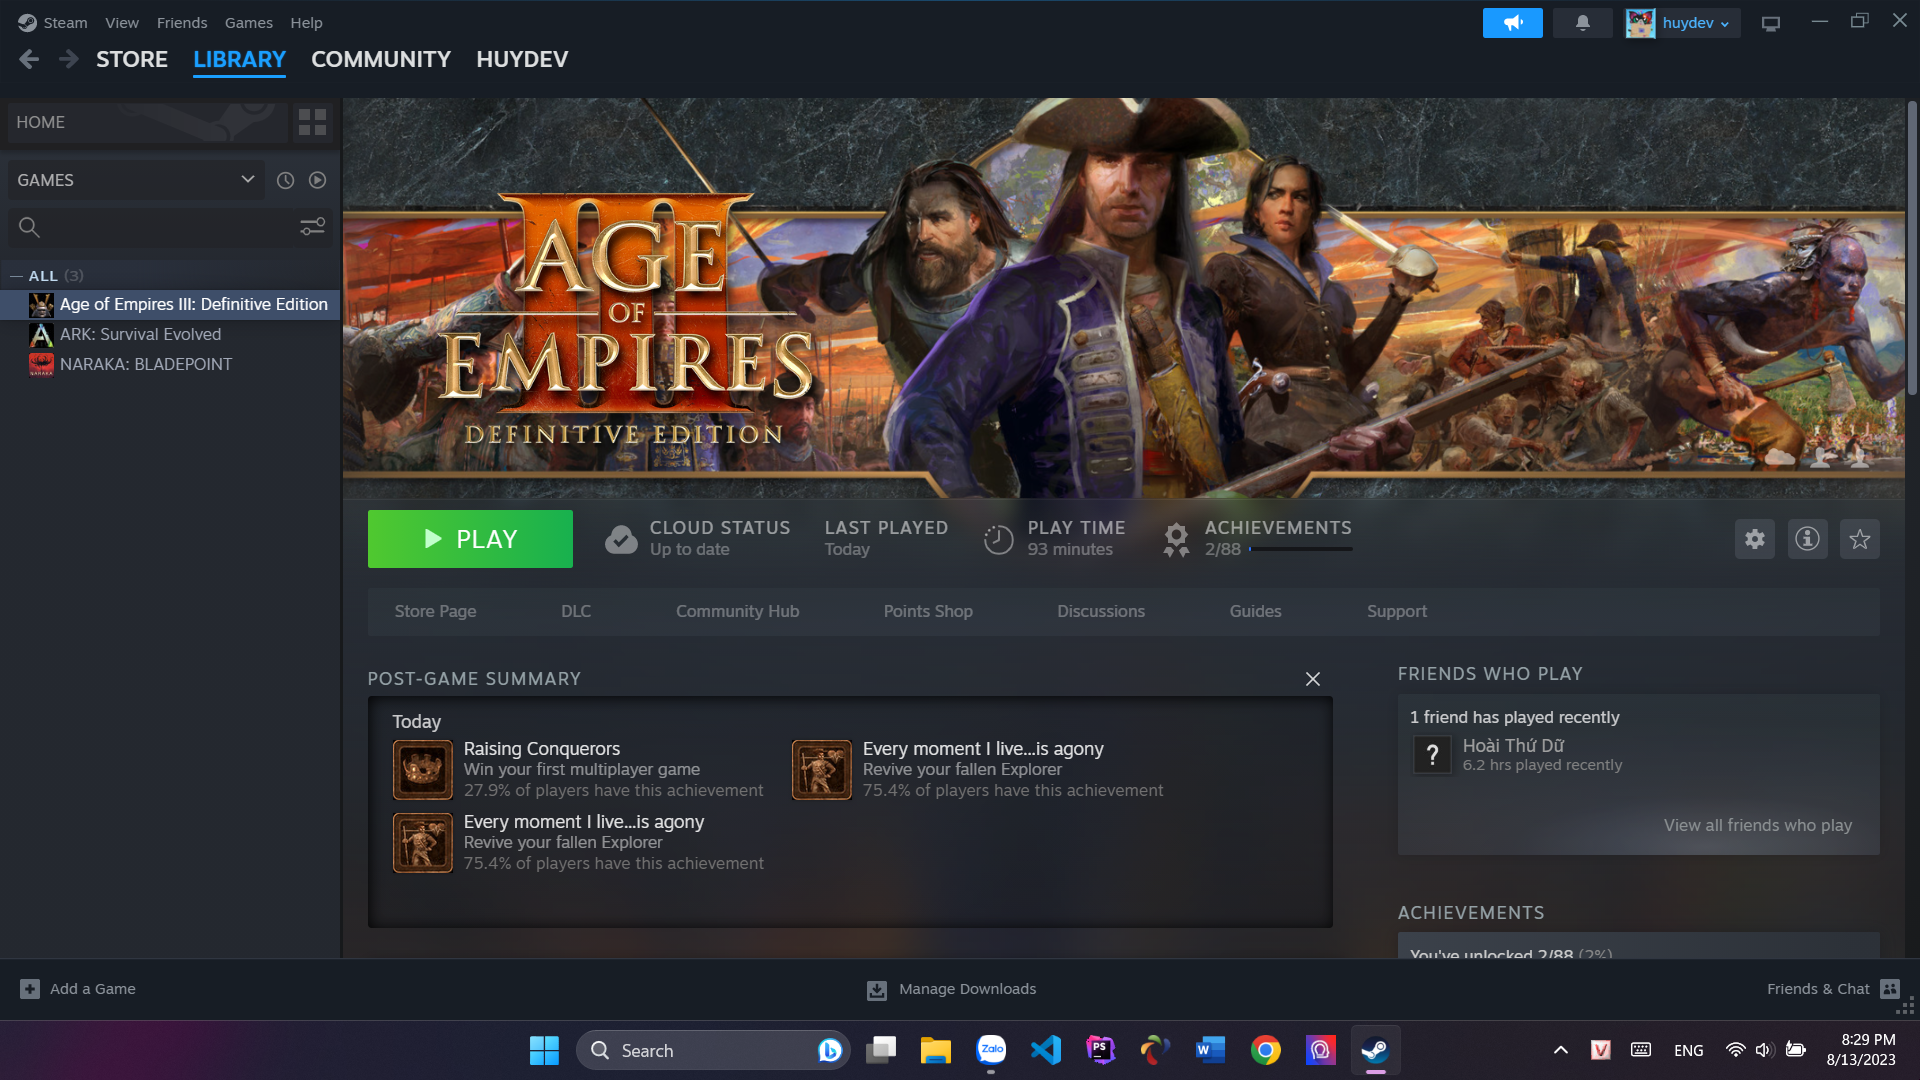 Steam View Friends Games Help
huydev
STORE LIBRARY COMMUNITY HUYDEV
HOME
GAMES
ALL (3)
Age of Empires III: Definitive Edition
ARK: Survival Evolved
NARAKA: BLADEPOINT
III
AGE
OF
EMPIRES
DEFINITIVE EDITION
PLAY
CLOUD STATUS
Up to date
LAST PLAYED
Today
PLAY TIME
93 minutes
ACHIEVEMENTS
2/88
Store Page DLC Community Hub Points Shop Discussions Guides Support
POST-GAME SUMMARY
Today
Raising Conquerors
Win your first multiplayer game
27.9% of players have this achievement
Every moment I live...is agony
Revive your fallen Explorer
75.4% of players have this achievement
Every moment I live...is agony
Revive your fallen Explorer
75.4% of players have this achievement
FRIENDS WHO PLAY
1 friend has played recently
?
Hoài Thứ Dữ
6.2 hrs played recently
View all friends who play
ACHIEVEMENTS
You've unlocked 2/88 (2%)
Add a Game
Manage Downloads
Friends & Chat
Search
Zalo
PS
W
V
ENG
8:29 PM
8/13/2023